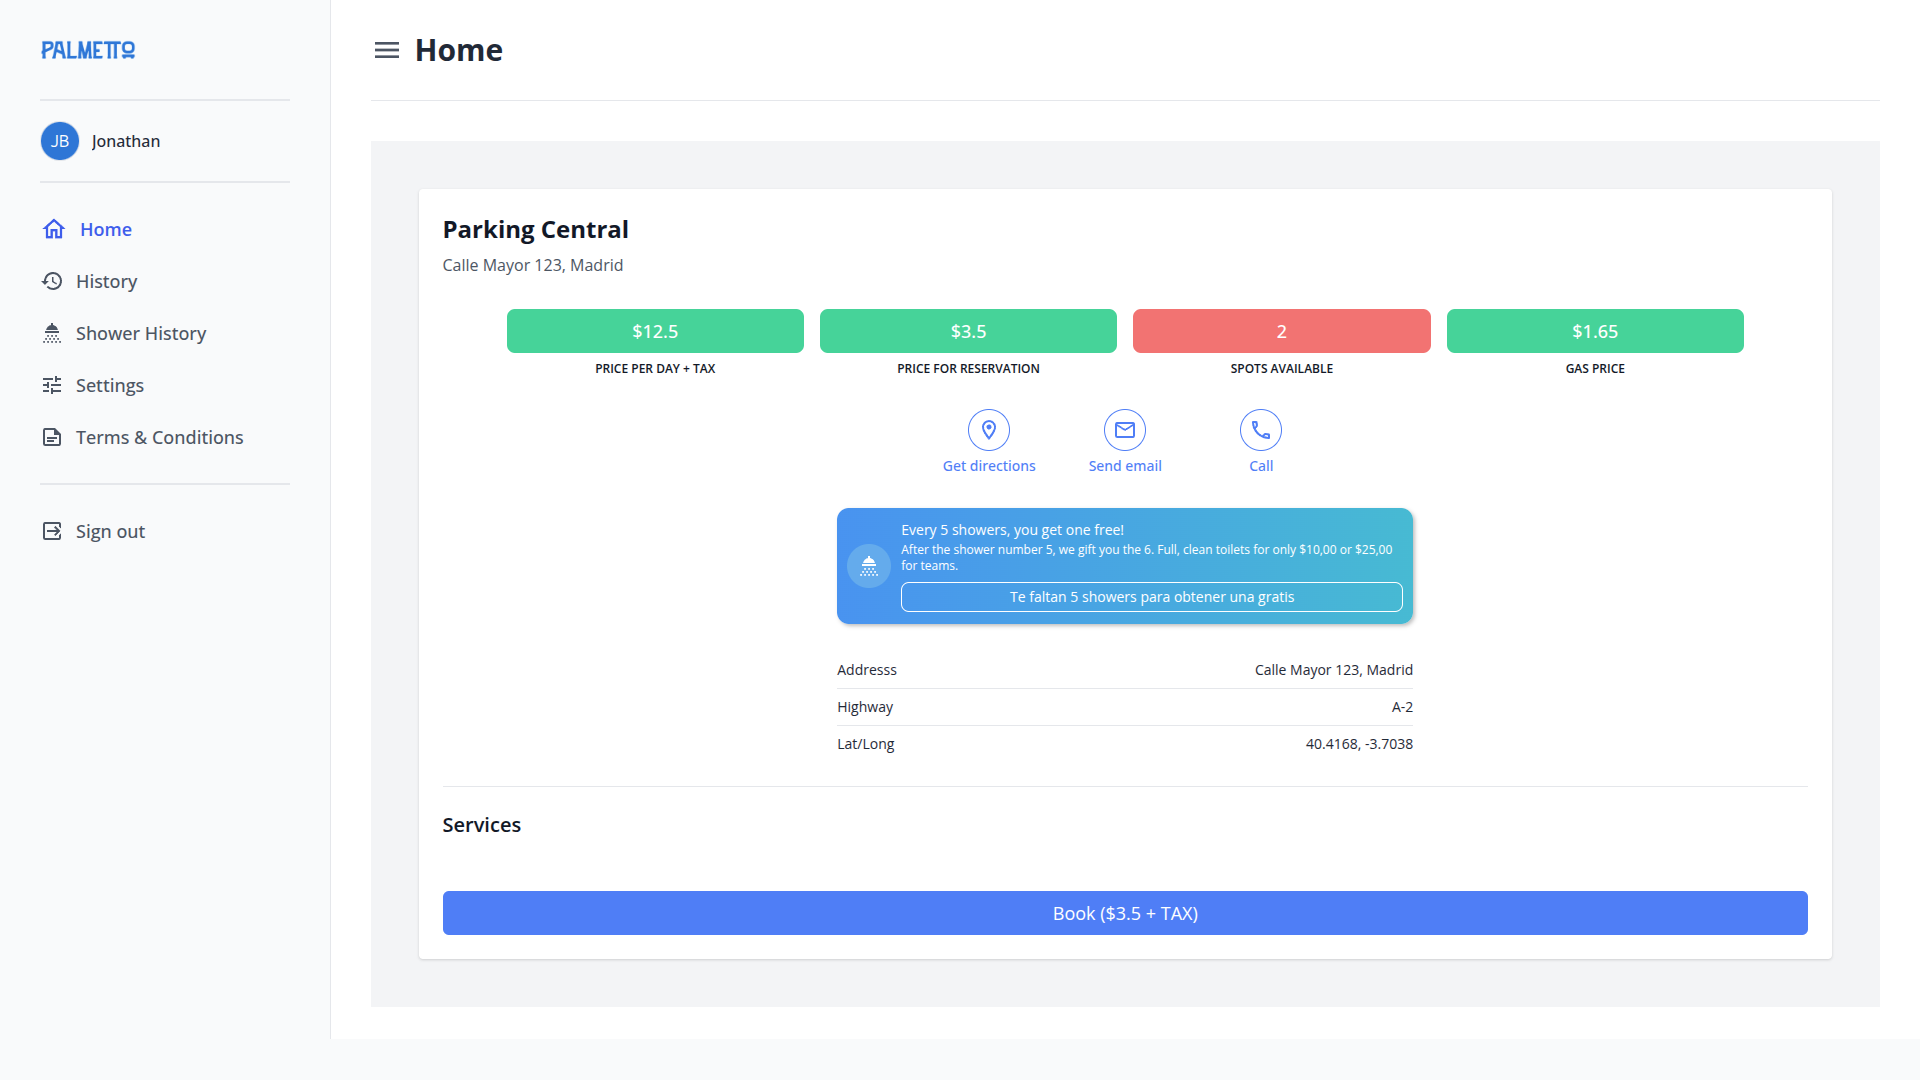 PALMETTO
Home
JB Jonathan
Home
History
Shower History
Settings
Terms & Conditions
Sign out
Parking Central
Calle Mayor 123, Madrid
$12.5
PRICE PER DAY + TAX
$3.5
PRICE FOR RESERVATION
2
SPOTS AVAILABLE
$1.65
GAS PRICE
Get directions
Send email
Call
Every 5 showers, you get one free!
After the shower number 5, we gift you the 6. Full, clean toilets for only $10,00 or $25,00
for teams.
Te faltan 5 showers para obtener una gratis
Addresss Calle Mayor 123, Madrid
Highway A-2
Lat/Long 40.4168, -3.7038
Services
Book ($3.5 + TAX)